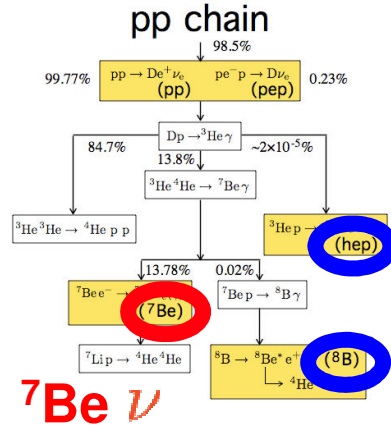 pp chain
98.5%
99.77% pp → De⁺νₑ pe⁻p → Dνₑ 0.23%
(pp) (pep)
Dp → ³He γ
84.7% 13.8% ~2×10⁻⁵%
³He ⁴He → ⁷Be γ
³He ³He → ⁴He p p ³He p →
(hep)
13.78% 0.02%
⁷Be e⁻ → ⁷Be p → ⁸B γ
(⁷Be)
⁷Li p → ⁴He ⁴He ⁸B → ⁸Be* e⁺ (⁸B)
⁴He
⁷Be ν